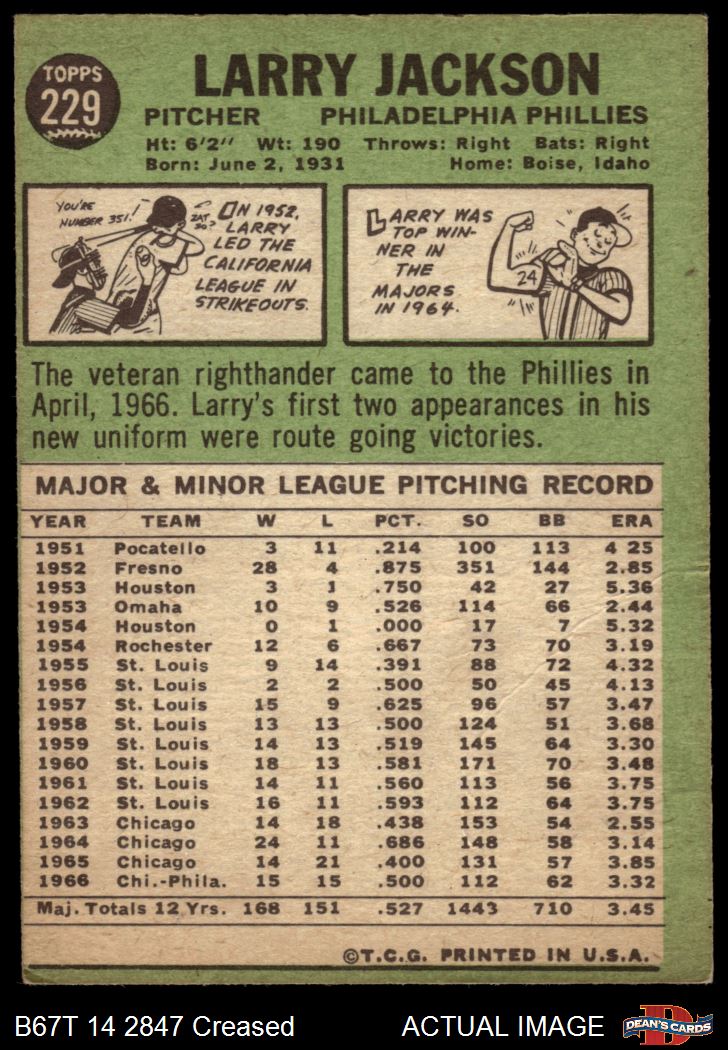 TOPPS
229
LARRY JACKSON
PITCHER PHILADELPHIA PHILLIES
Ht: 6'2" Wt: 190 Throws: Right Bats: Right
Born: June 2, 1931 Home: Boise, Idaho
YOU'RE
NUMBER 351!
ZAT
SO?
ON 1952,
LARRY
LED THE
CALIFORNIA
LEAGUE IN
STRIKEOUTS.
LARRY WAS
TOP WIN-
NER IN
THE
MAJORS
IN 1964.
24
The veteran righthander came to the Phillies in
April, 1966. Larry's first two appearances in his
new uniform were route going victories.
MAJOR & MINOR LEAGUE PITCHING RECORD
YEAR TEAM W L PCT. SO BB ERA
1951 Pocatello 3 11 .214 100 113 4 25
1952 Fresno 28 4 .875 351 144 2.85
1953 Houston 3 1 .750 42 27 5.36
1953 Omaha 10 9 .526 114 66 2.44
1954 Houston 0 1 .000 17 7 5.32
1954 Rochester 12 6 .667 73 70 3.19
1955 St. Louis 9 14 .391 88 72 4.32
1956 St. Louis 2 2 .500 50 45 4.13
1957 St. Louis 15 9 .625 96 57 3.47
1958 St. Louis 13 13 .500 124 51 3.68
1959 St. Louis 14 13 .519 145 64 3.30
1960 St. Louis 18 13 .581 171 70 3.48
1961 St. Louis 14 11 .560 113 56 3.75
1962 St. Louis 16 11 .593 112 64 3.75
1963 Chicago 14 18 .438 153 54 2.55
1964 Chicago 24 11 .686 148 58 3.14
1965 Chicago 14 21 .400 131 57 3.85
1966 Chi.-Phila. 15 15 .500 112 62 3.32
Maj. Totals 12 Yrs. 168 151 .527 1443 710 3.45
©T.C.G. PRINTED IN U.S.A.
B67T 14 2847 Creased ACTUAL IMAGE
D
DEAN'S CARDS